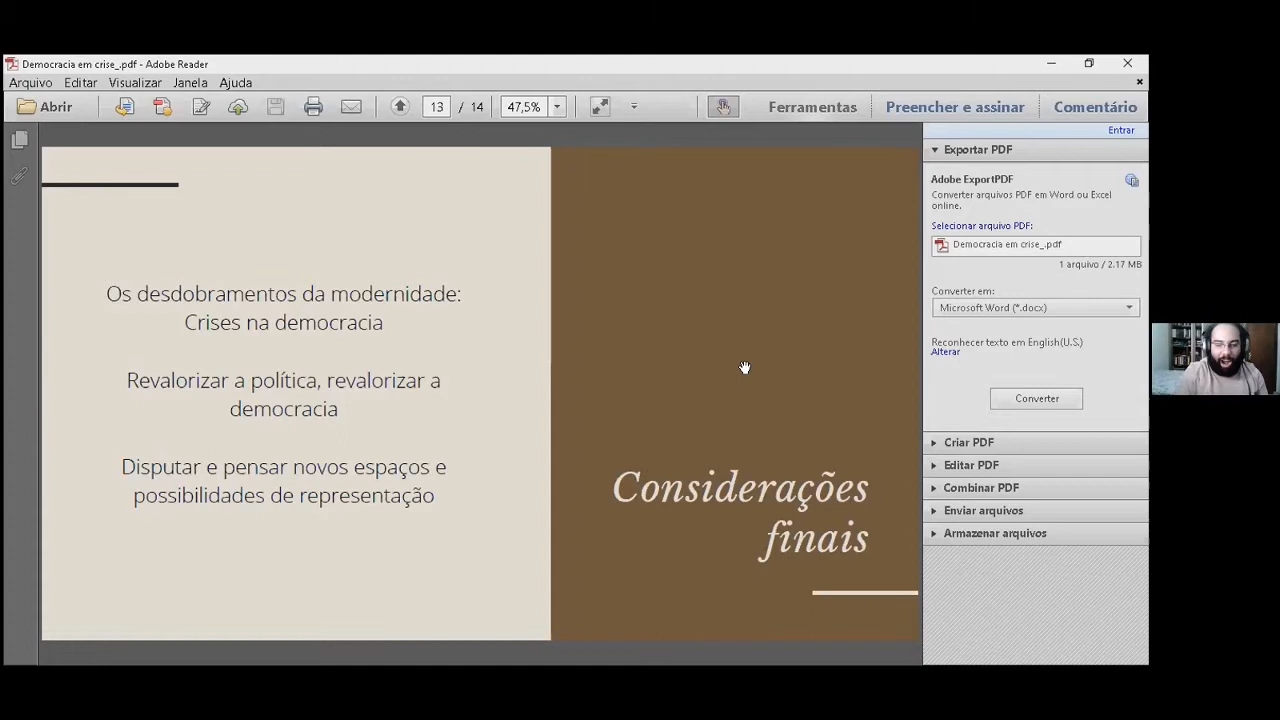 Democracia em crise_.pdf - Adobe Reader
Arquivo Editar Visualizar Janela Ajuda
Abrir 13 / 14 47,5% Ferramentas Preencher e assinar Comentário
Entrar
Os desdobramentos da modernidade:
Crises na democracia
Revalorizar a política, revalorizar a
democracia
Disputar e pensar novos espaços e
possibilidades de representação
Considerações
finais
Exportar PDF
Adobe ExportPDF
Converter arquivos PDF em Word ou Excel
online.
Selecionar arquivo PDF:
Democracia em crise_.pdf
1 arquivo / 2.17 MB
Converter em:
Microsoft Word (*.docx)
Reconhecer texto em English(U.S.)
Alterar
Converter
Criar PDF
Editar PDF
Combinar PDF
Enviar arquivos
Armazenar arquivos